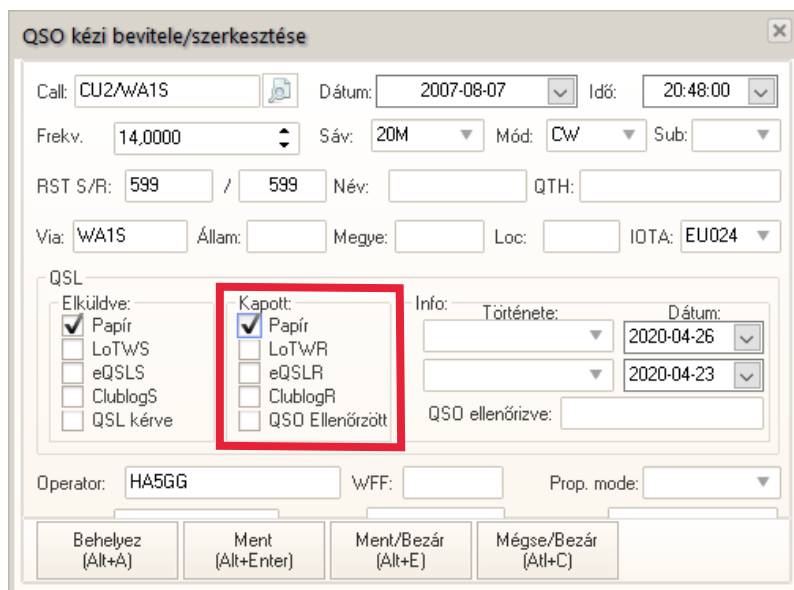 QSO kézi bevitele/szerkesztése
Call: CU2/WA1S Dátum: 2007-08-07 Idő: 20:48:00
Frekv. 14,0000 Sáv: 20M Mód: CW Sub:
RST S/R: 599 / 599 Név: QTH:
Via: WA1S Állam: Megye: Loc: IOTA: EU024
QSL
Elküldve: Kapott: Info: Története: Dátum:
Papír Papír 2020-04-26
LoTWS LoTWR
eQSLS eQSLR 2020-04-23
ClublogS ClublogR
QSL kérve QSO Ellenőrzött QSO ellenőrizve:
Operator: HA5GG WFF: Prop. mode:
Behelyez Ment Ment/Bezár Mégse/Bezár
(Alt+A) (Alt+Enter) (Alt+E) (Atl+C)